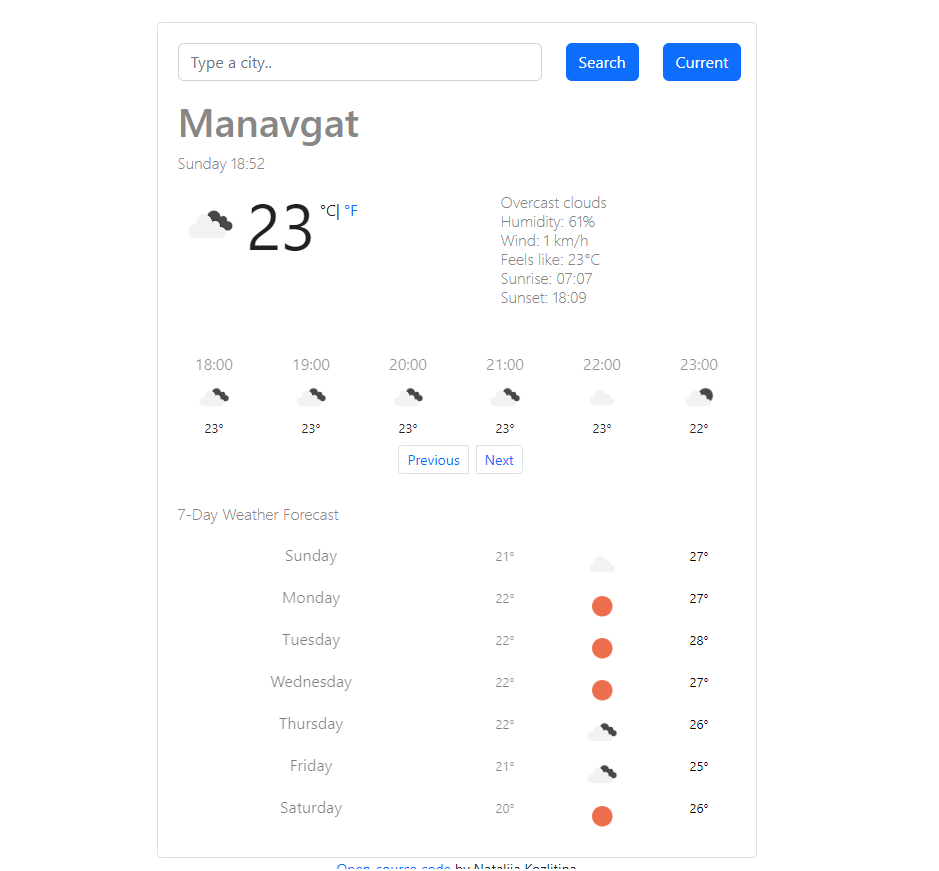 Type a city..
Search
Current
Manavgat
Sunday 18:52
23 °C| °F
Overcast clouds
Humidity: 61%
Wind: 1 km/h
Feels like: 23°C
Sunrise: 07:07
Sunset: 18:09
18:00 19:00 20:00 21:00 22:00 23:00
23° 23° 23° 23° 23° 22°
Previous Next
7-Day Weather Forecast
Sunday 21° 27°
Monday 22° 27°
Tuesday 22° 28°
Wednesday 22° 27°
Thursday 22° 26°
Friday 21° 25°
Saturday 20° 26°
Open-source code by Nataliia Kozlitina